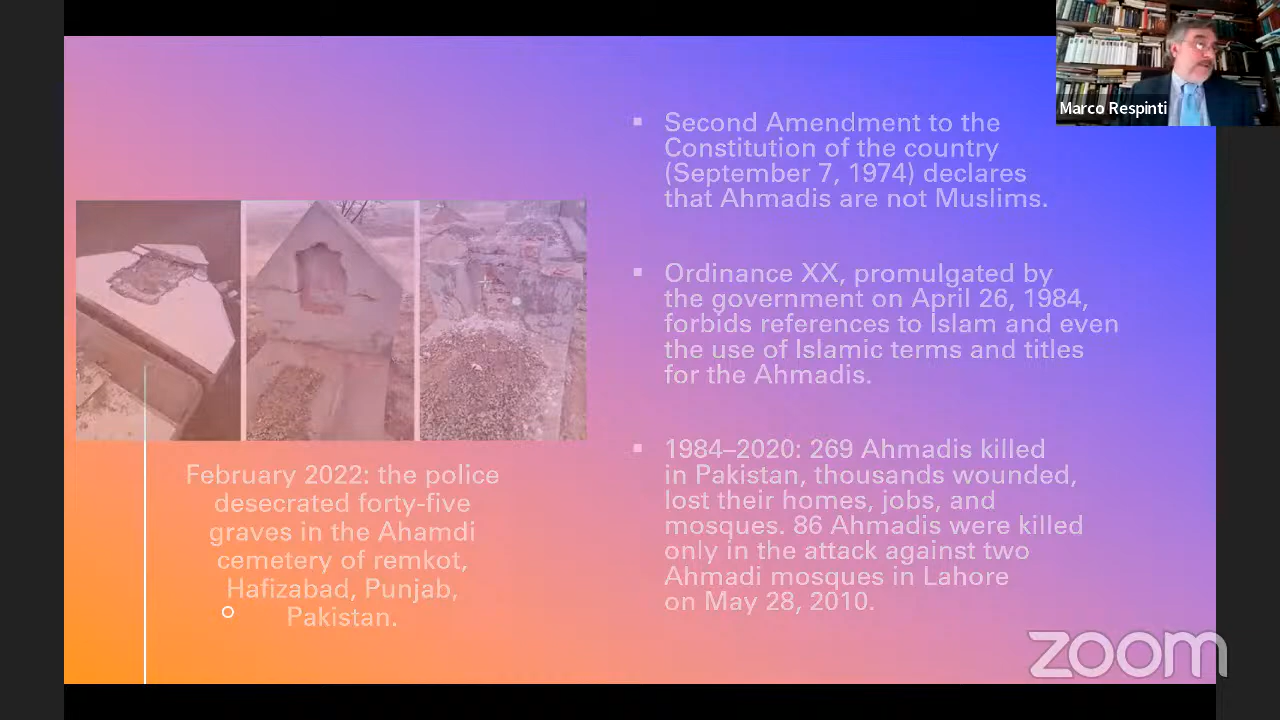 Marco Respinti
Second Amendment to the
Constitution of the country
(September 7, 1974) declares
that Ahmadis are not Muslims.
Ordinance XX, promulgated by
the government on April 26, 1984,
forbids references to Islam and even
the use of Islamic terms and titles
for the Ahmadis.
1984–2020: 269 Ahmadis killed
in Pakistan, thousands wounded,
lost their homes, jobs, and
mosques. 86 Ahmadis were killed
only in the attack against two
Ahmadi mosques in Lahore
on May 28, 2010.
February 2022: the police
desecrated forty-five
graves in the Ahamdi
cemetery of remkot,
Hafizabad, Punjab,
Pakistan.
zoom